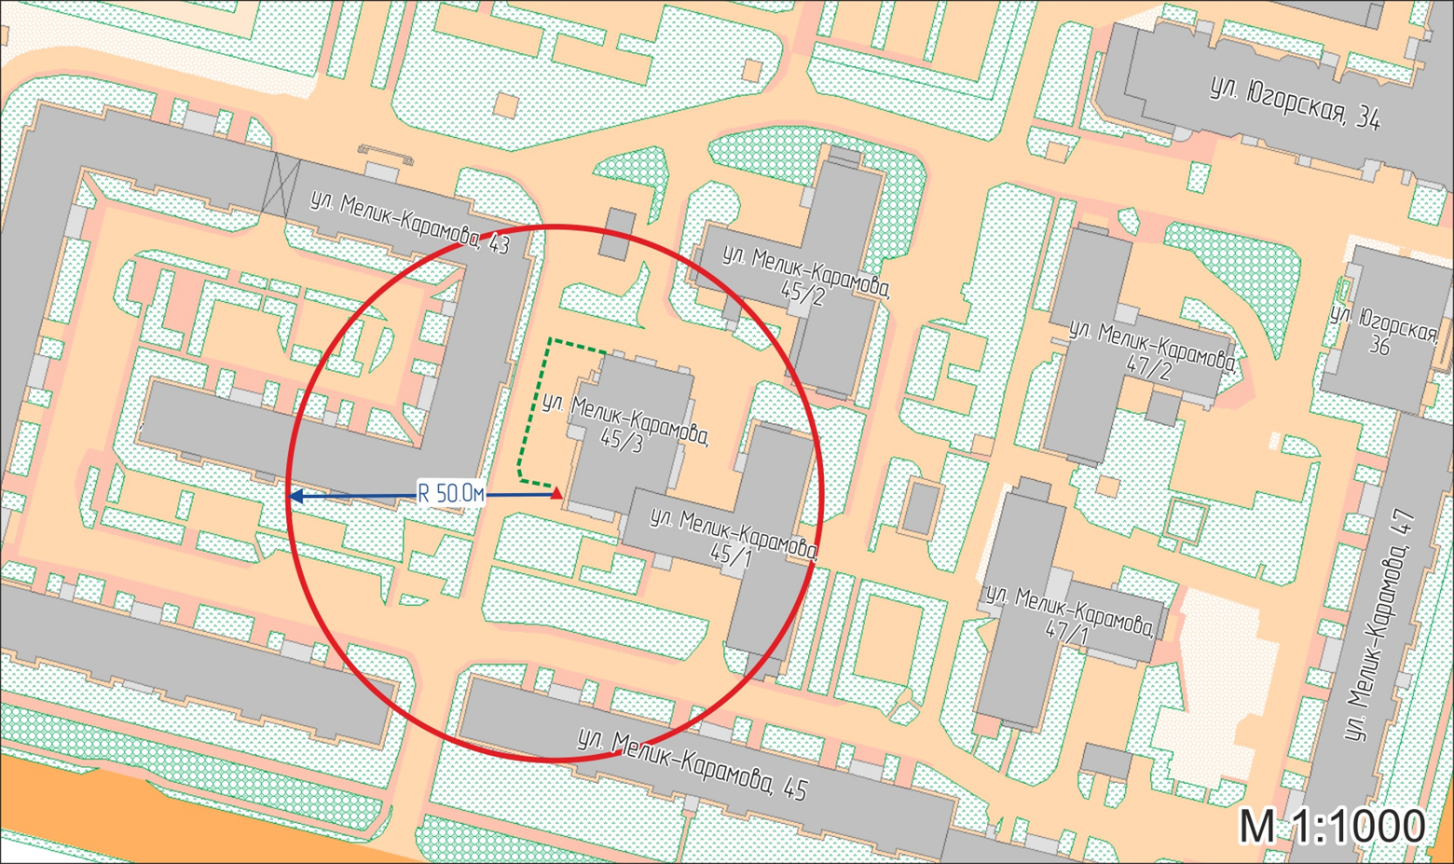 ул. Югорская, 34
ул. Мелик-Карамова, 43
ул. Мелик-Карамова,
45/2
ул. Мелик-Карамова,
47/2
ул. Югорская,
36
ул. Мелик-Карамова,
45/3
R 50.0м
ул. Мелик-Карамова,
45/1
ул. Мелик-Карамова,
47/1
ул. Мелик-Карамова, 47
ул. Мелик-Карамова, 45
М 1:1000